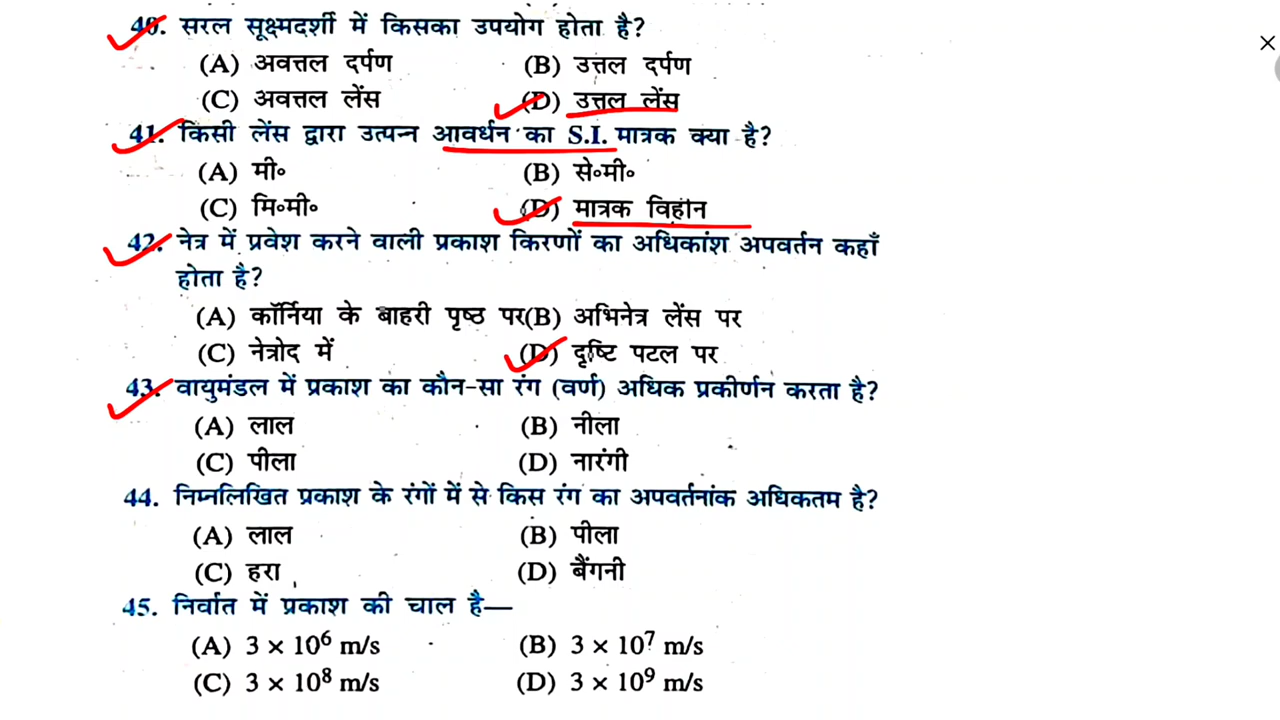 40. सरल सूक्ष्मदर्शी में किसका उपयोग होता है?
(A) अवत्तल दर्पण (B) उत्तल दर्पण
(C) अवत्तल लेंस (D) उत्तल लेंस
41. किसी लेंस द्वारा उत्पन्न आवर्धन का S.I. मात्रक क्या है?
(A) मी॰ (B) से॰मी॰
(C) मि॰मी॰ (D) मात्रक विहीन
42. नेत्र में प्रवेश करने वाली प्रकाश किरणों का अधिकांश अपवर्तन कहाँ
होता है?
(A) कॉर्निया के बाहरी पृष्ठ पर(B) अभिनेत्र लेंस पर
(C) नेत्रोद में (D) दृष्टि पटल पर
43. वायुमंडल में प्रकाश का कौन-सा रंग (वर्ण) अधिक प्रकीर्णन करता है?
(A) लाल (B) नीला
(C) पीला (D) नारंगी
44. निम्नलिखित प्रकाश के रंगों में से किस रंग का अपवर्तनांक अधिकतम है?
(A) लाल (B) पीला
(C) हरा (D) बैंगनी
45. निर्वात में प्रकाश की चाल है—
(A) 3 × 10⁶ m/s (B) 3 × 10⁷ m/s
(C) 3 × 10⁸ m/s (D) 3 × 10⁹ m/s